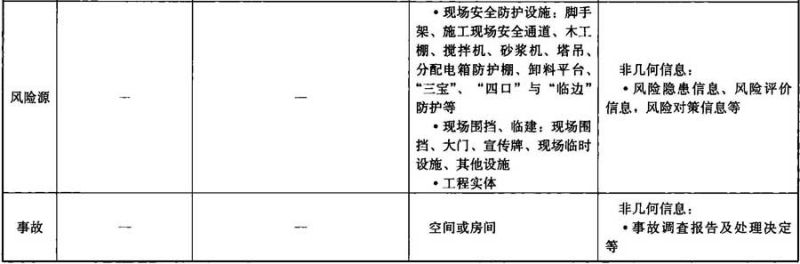 风险源
—
—
•现场安全防护设施：脚手
架、施工现场安全通道、木工
棚、搅拌机、砂浆机、塔吊、
分配电箱防护棚、卸料平台、
“三宝”、“四口”与“临边”
防护等
•现场围挡、临建：现场围
挡、大门、宣传牌、现场临时
设施、其他设施
•工程实体
非几何信息：
•风险隐患信息、风险评价
信息，风险对策信息等
事故
—
—
空间或房间
非几何信息：
•事故调查报告及处理决定
等